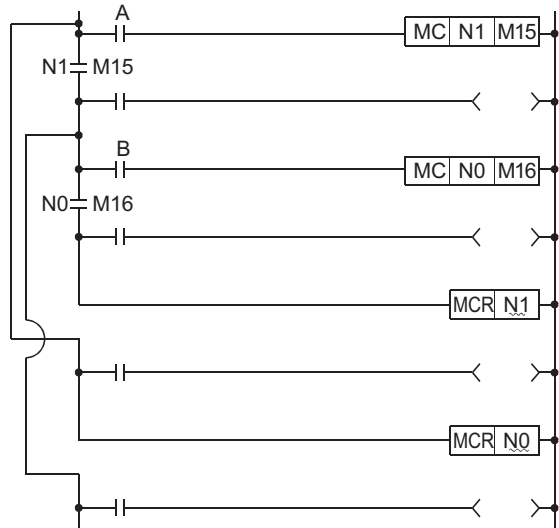 A
MC N1 M15
N1 M15
B
MC N0 M16
N0 M16
MCR N1
MCR N0